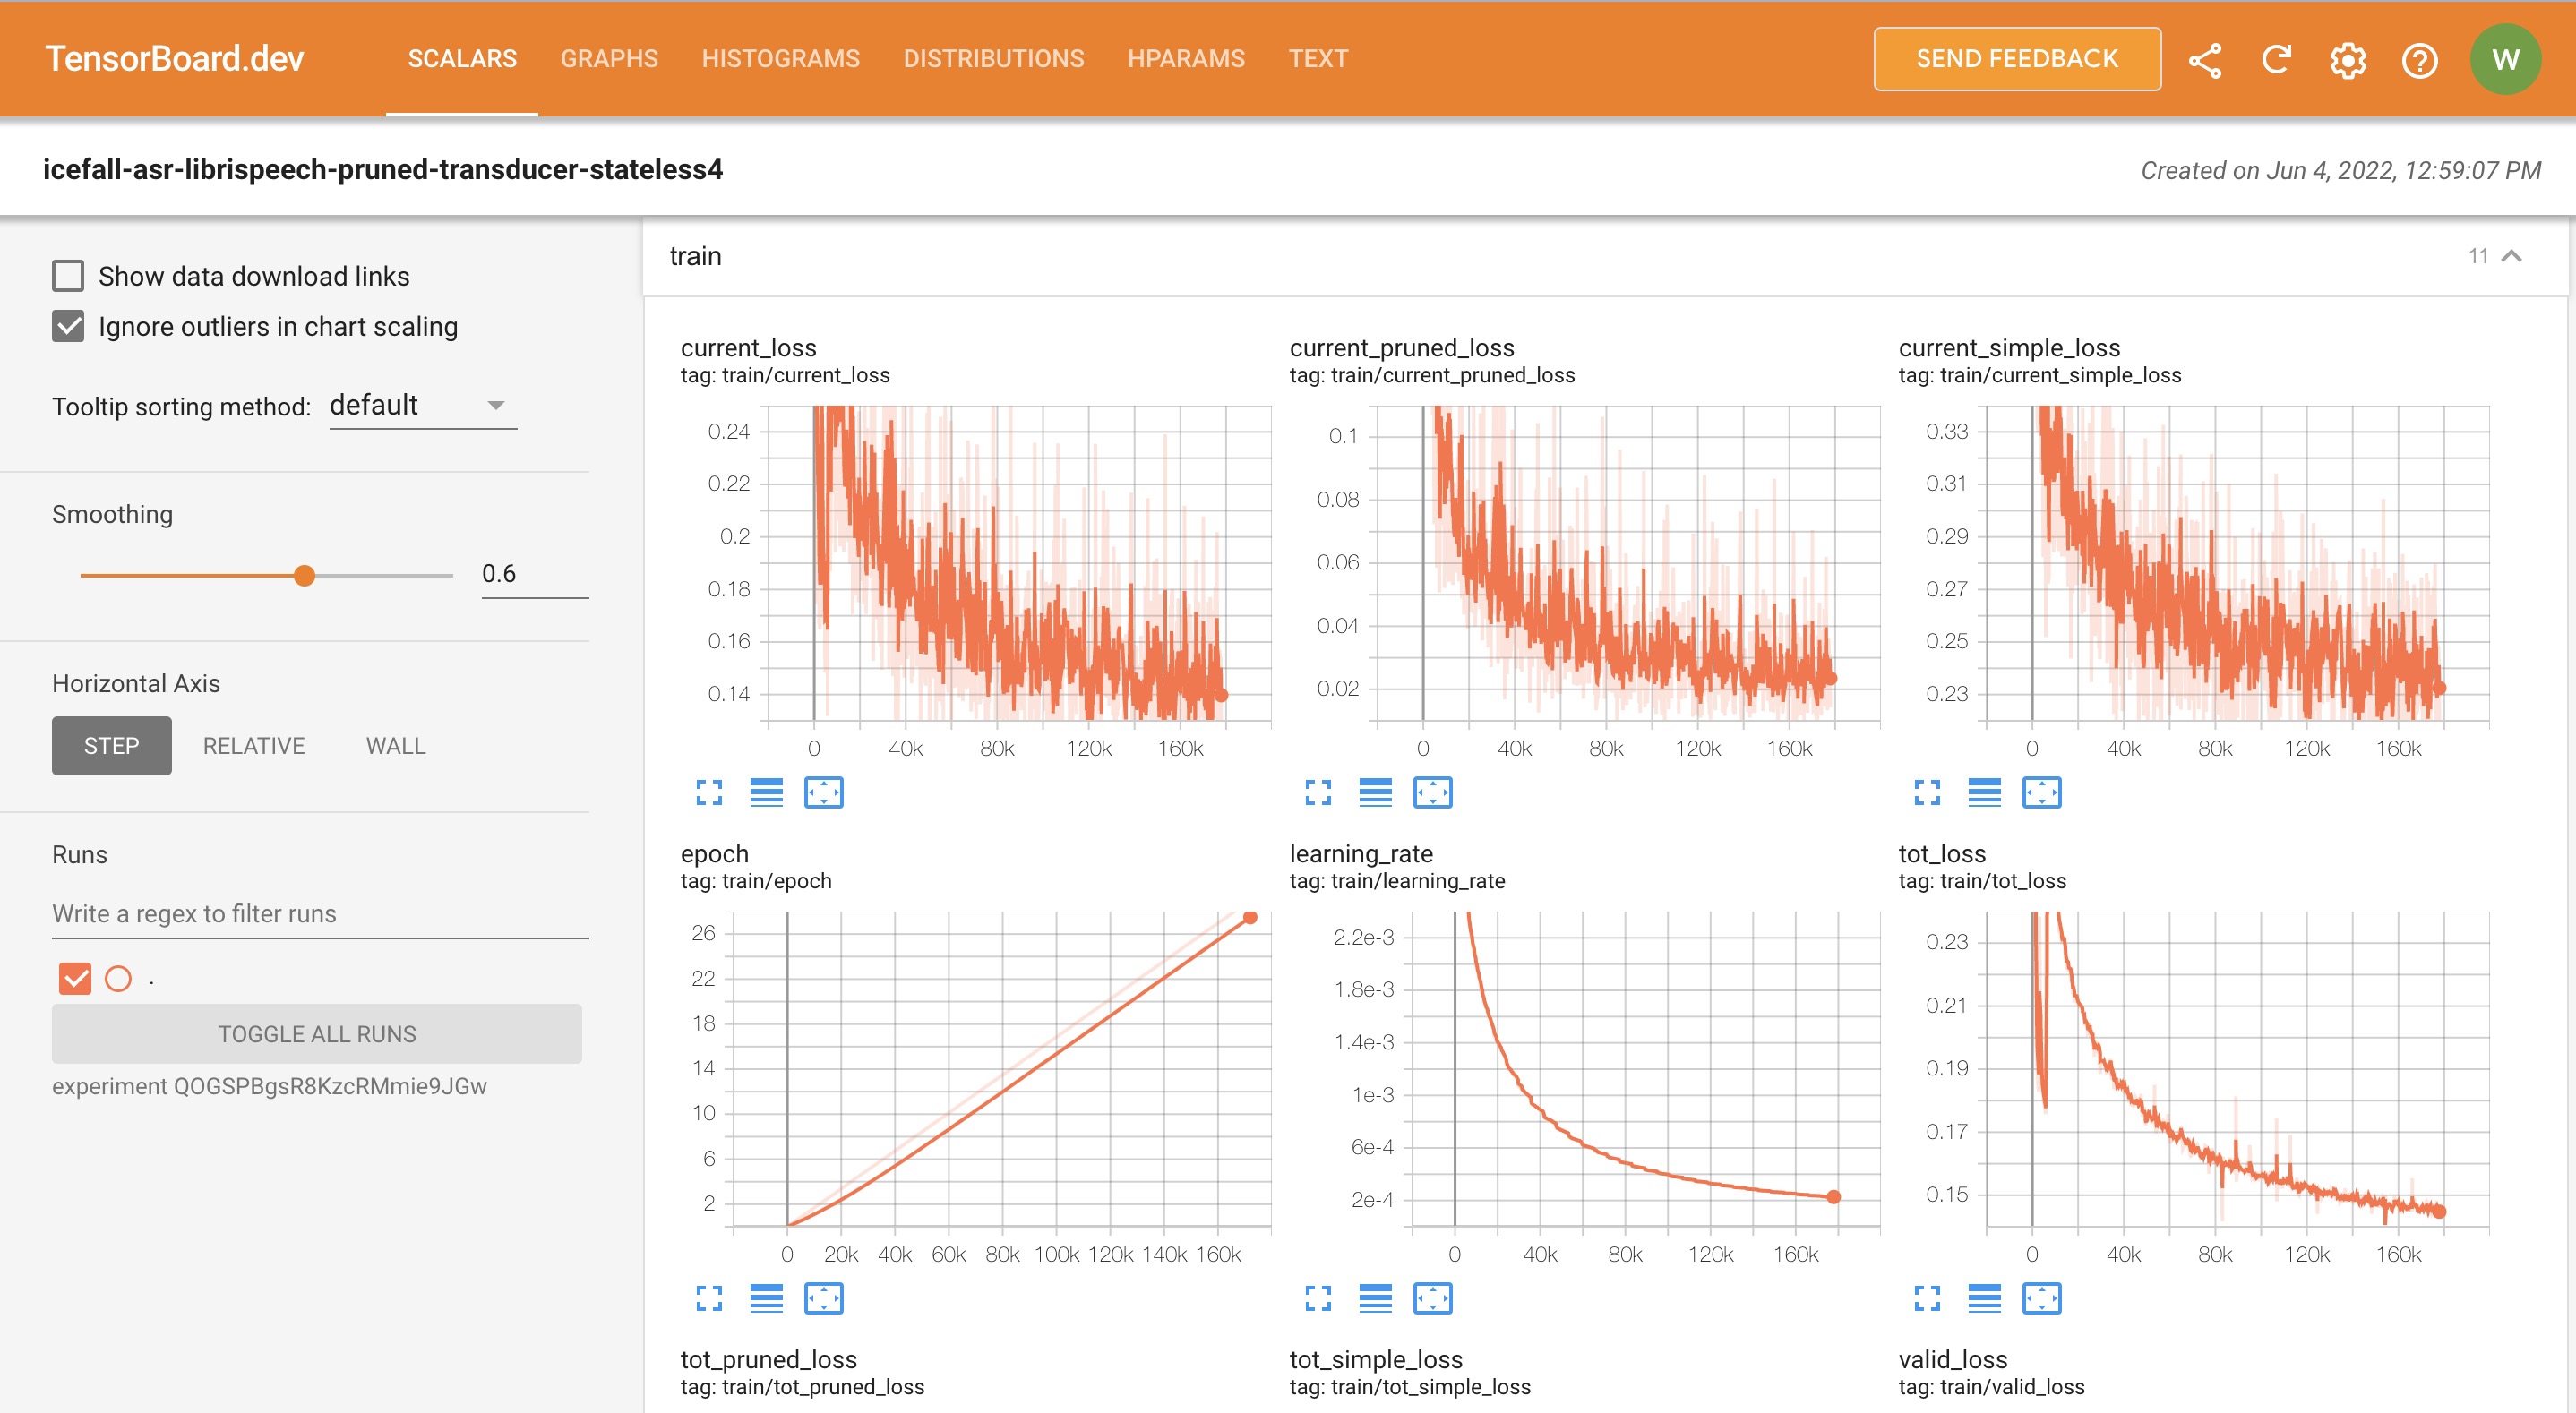 TensorBoard.dev SCALARS GRAPHS HISTOGRAMS DISTRIBUTIONS HPARAMS TEXT SEND FEEDBACK W
icefall-asr-librispeech-pruned-transducer-stateless4 Created on Jun 4, 2022, 12:59:07 PM
Show data download links
Ignore outliers in chart scaling
Tooltip sorting method: default
Smoothing
0.6
Horizontal Axis
STEP RELATIVE WALL
Runs
Write a regex to filter runs
.
TOGGLE ALL RUNS
experiment QOGSPBgsR8KzcRMmie9JGw
train 11
current_loss
tag: train/current_loss
0.24
0.22
0.2
0.18
0.16
0.14
0 40k 80k 120k 160k
current_pruned_loss
tag: train/current_pruned_loss
0.1
0.08
0.06
0.04
0.02
0 40k 80k 120k 160k
current_simple_loss
tag: train/current_simple_loss
0.33
0.31
0.29
0.27
0.25
0.23
0 40k 80k 120k 160k
epoch
tag: train/epoch
26
22
18
14
10
6
2
0 20k 40k 60k 80k 100k 120k 140k 160k
learning_rate
tag: train/learning_rate
2.2e-3
1.8e-3
1.4e-3
1e-3
6e-4
2e-4
0 40k 80k 120k 160k
tot_loss
tag: train/tot_loss
0.23
0.21
0.19
0.17
0.15
0 40k 80k 120k 160k
tot_pruned_loss
tag: train/tot_pruned_loss
tot_simple_loss
tag: train/tot_simple_loss
valid_loss
tag: train/valid_loss